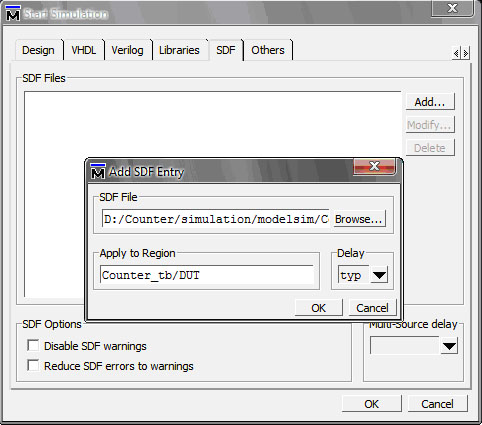 Start Simulation
Design VHDL Verilog Libraries SDF Others
SDF Files
Add...
Modify...
Delete
Add SDF Entry
SDF File
D:/Counter/simulation/modelsim/C
Browse...
Apply to Region
Delay
Counter_tb/DUT
typ
OK Cancel
SDF Options
Multi-Source delay
Disable SDF warnings
Reduce SDF errors to warnings
OK Cancel